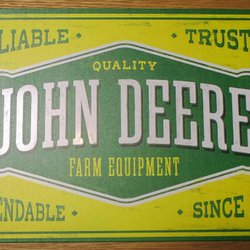 LIABLE · TRUST
QUALITY
JOHN DEERE
FARM EQUIPMENT
ENDABLE · · SINCE